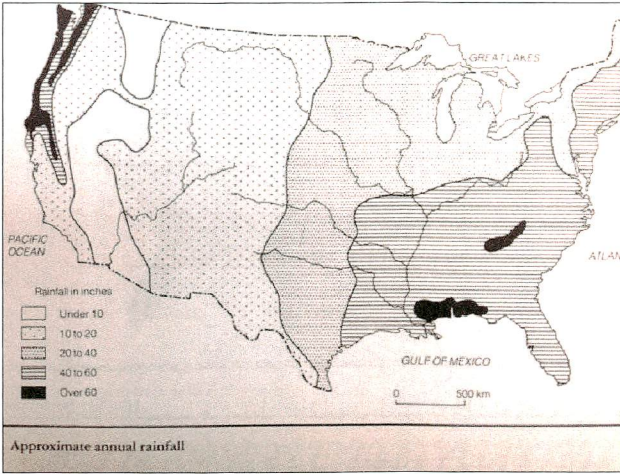 GREAT LAKES
PACIFIC
OCEAN
ATLAN
Rainfall in inches
Under 10
10 to 20
20 to 40
40 to 60
Over 60
GULF OF MEXICO
0 500 km
Approximate annual rainfall